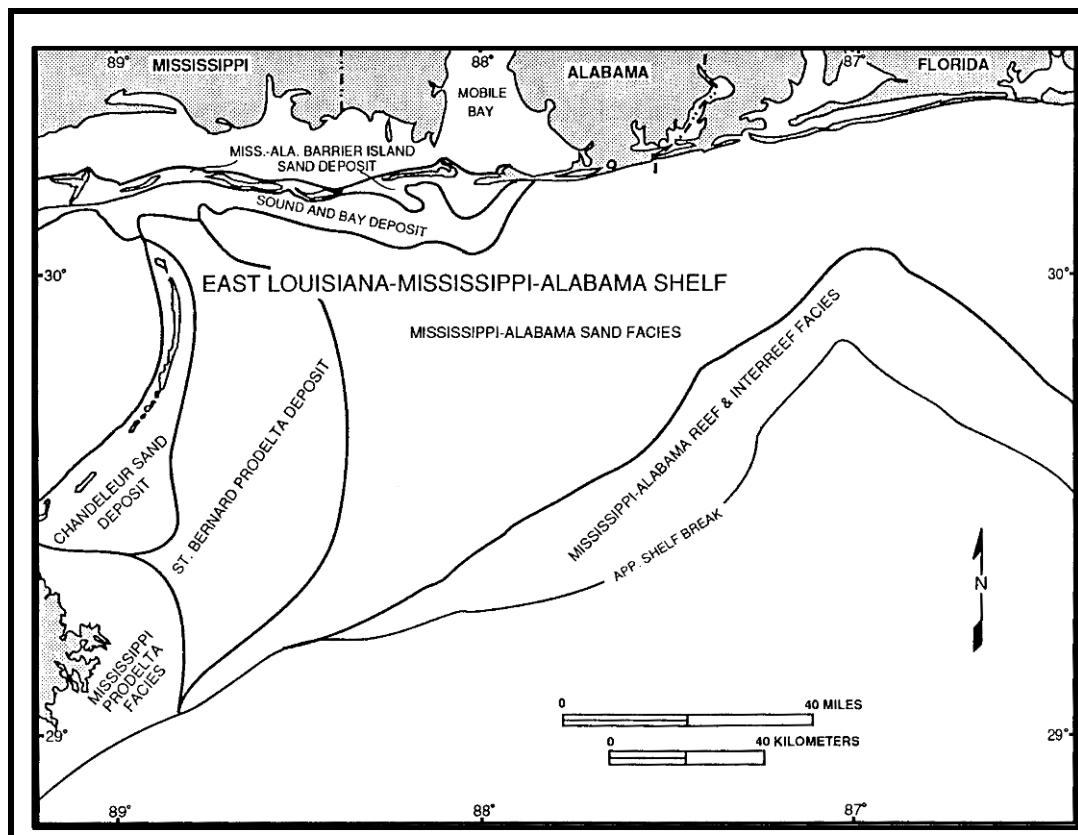 89°
MISSISSIPPI
88°
ALABAMA
87°
FLORIDA
MOBILE
BAY
MISS.-ALA. BARRIER ISLAND
SAND DEPOSIT
SOUND AND BAY DEPOSIT
30°
EAST LOUISIANA-MISSISSIPPI-ALABAMA SHELF
30°
MISSISSIPPI-ALABAMA SAND FACIES
MISSISSIPPI-ALABAMA REEF & INTERREEF FACIES
ST. BERNARD PRODELTA DEPOSIT
CHANDELEUR SAND
DEPOSIT
APP. SHELF BREAK
N
MISSISSIPPI
PRODELTA
FACIES
0
40 MILES
0
40 KILOMETERS
29°
29°
89°
88°
87°